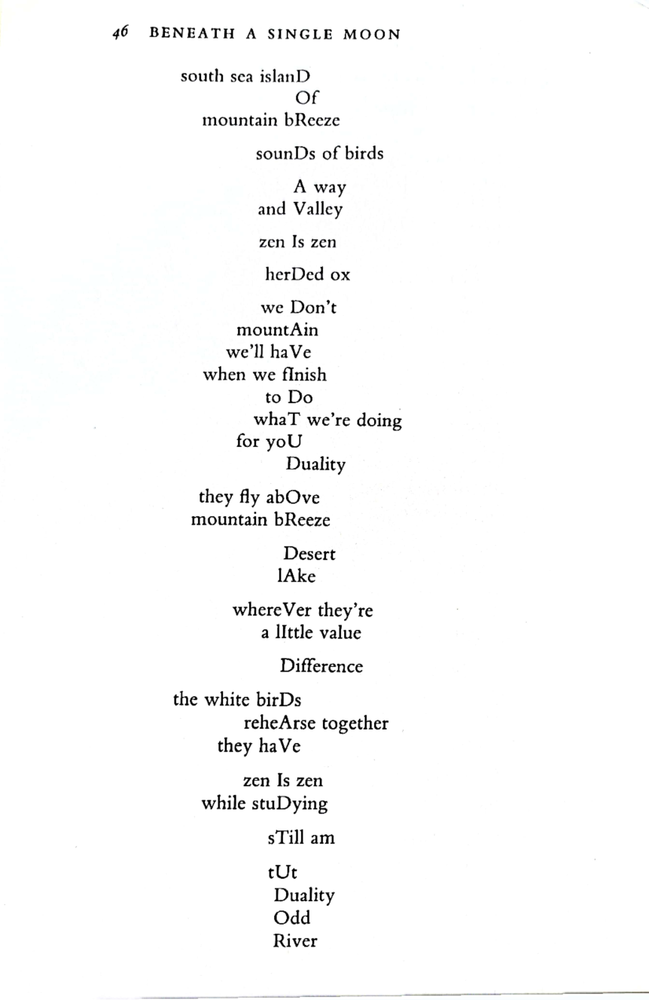 46 BENEATH A SINGLE MOON
south sea islanD
Of
mountain bReeze
sounDs of birds
A way
and Valley
zen Is zen
herDed ox
we Don't
mountAin
we'll haVe
when we fInish
to Do
whaT we're doing
for yoU
Duality
they fly abOve
mountain bReeze
Desert
lAke
whereVer they're
a lIttle value
Difference
the white birDs
reheArse together
they haVe
zen Is zen
while stuDying
sTill am
tUt
Duality
Odd
River